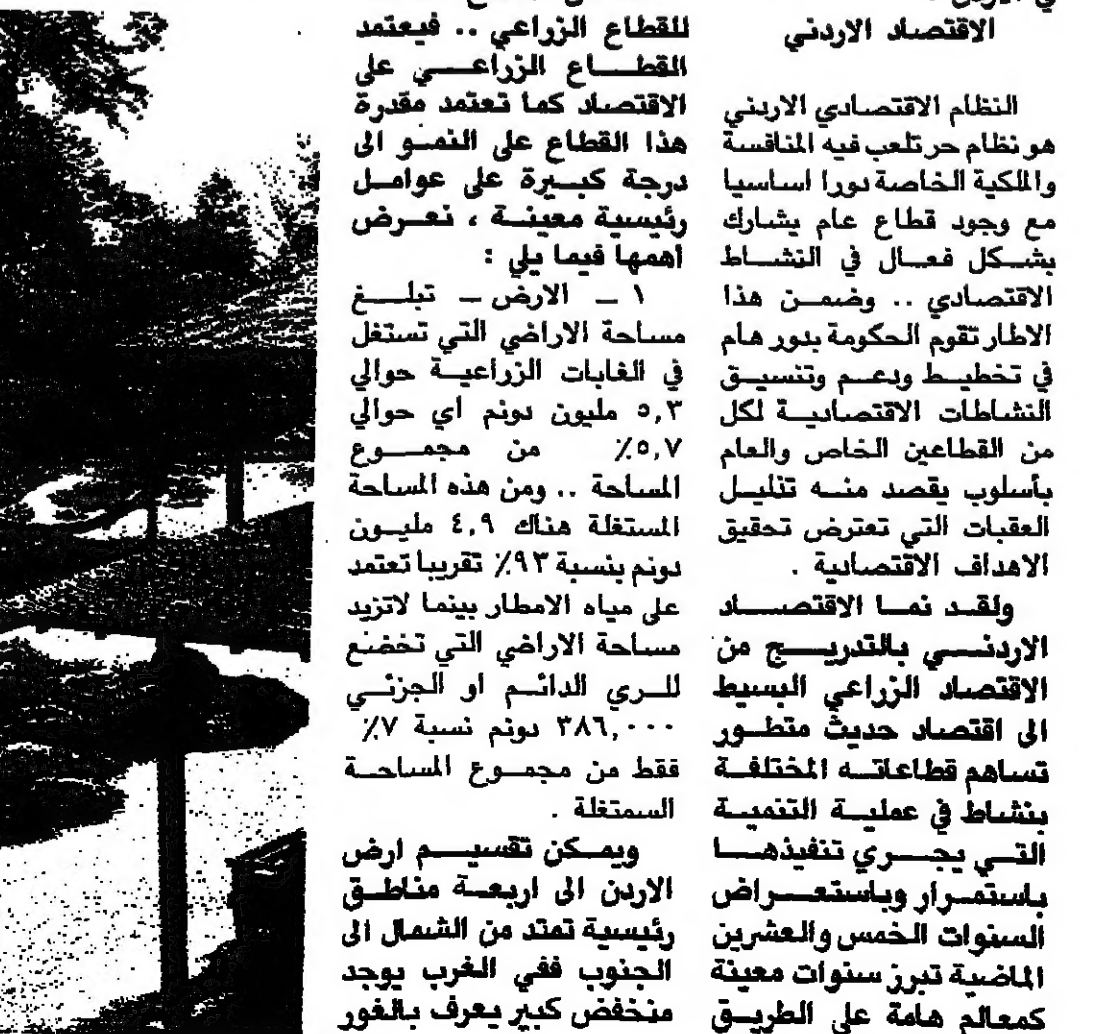 في الاردن
الاقتصاد الاردني
النظام الاقتصادي الاردني
هو نظام حر تلعب فيه المنافسة
والملكية الخاصة دورا اساسيا
مع وجود قطاع عام يشارك
بشكل فعال في النشاط
الاقتصادي .. وضمن هذا
الاطار تقوم الحكومة بدور هام
في تخطيط ودعم وتنسيق
النشاطات الاقتصادية لكل
من القطاعين الخاص والعام
بأسلوب يقصد منه تذليل
العقبات التي تعترض تحقيق
الاهداف الاقتصادية .
ولقد نما الاقتصاد
الاردني بالتدريج من
الاقتصاد الزراعي البسيط
الى اقتصاد حديث متطور
تساهم قطاعاته المختلفة
بنشاط في عملية التنمية
التي يجري تنفيذها
باستمرار وباستعراض
السنوات الخمس والعشرين
الماضية تبرز سنوات معينة
كمعالم هامة على الطريق
للقطاع الزراعي .. فيعتمد
القطاع الزراعي على
الاقتصاد كما تعتمد مقدرة
هذا القطاع على النمو الى
درجة كبيرة على عوامل
رئيسية معينة ، نعرض
أهمها فيما يلي :
١ ــ الارض ــ تبلغ
مساحة الاراضي التي تستغل
في الغابات الزراعية حوالي
٥,٣ مليون دونم أي حوالي
٥,٧٪ من مجموع
المساحة .. ومن هذه المساحة
المستغلة هناك ٤,٩ مليون
دونم بنسبة ٩٣٪ تقريبا تعتمد
على مياه الامطار بينما لاتزيد
مساحة الاراضي التي تخضع
للري الدائم او الجزئي
٣٨٦,٠٠٠ دونم نسبة ٧٪
فقط من مجموع المساحة
السمتغلة .
ويمكن تقسيم ارض
الاردن الى اربعة مناطق
رئيسية تمتد من الشمال الى
الجنوب ففي الغرب يوجد
منخفض كبير يعرف بالغور